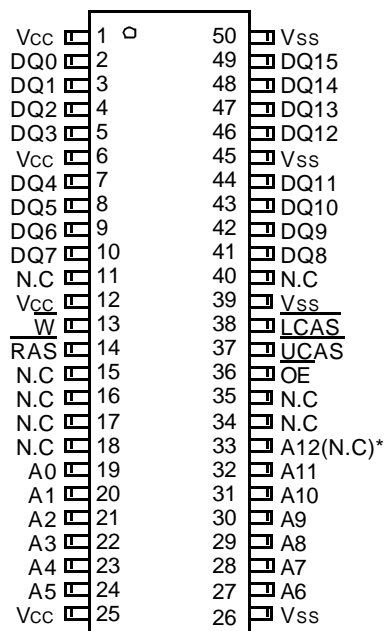 VCC 1 50 VSS
DQ0 2 49 DQ15
DQ1 3 48 DQ14
DQ2 4 47 DQ13
DQ3 5 46 DQ12
VCC 6 45 VSS
DQ4 7 44 DQ11
DQ5 8 43 DQ10
DQ6 9 42 DQ9
DQ7 10 41 DQ8
N.C 11 40 N.C
VCC 12 39 VSS
W 13 38 LCAS
RAS 14 37 UCAS
N.C 15 36 OE
N.C 16 35 N.C
N.C 17 34 N.C
N.C 18 33 A12(N.C)*
A0 19 32 A11
A1 20 31 A10
A2 21 30 A9
A3 22 29 A8
A4 23 28 A7
A5 24 27 A6
VCC 25 26 VSS